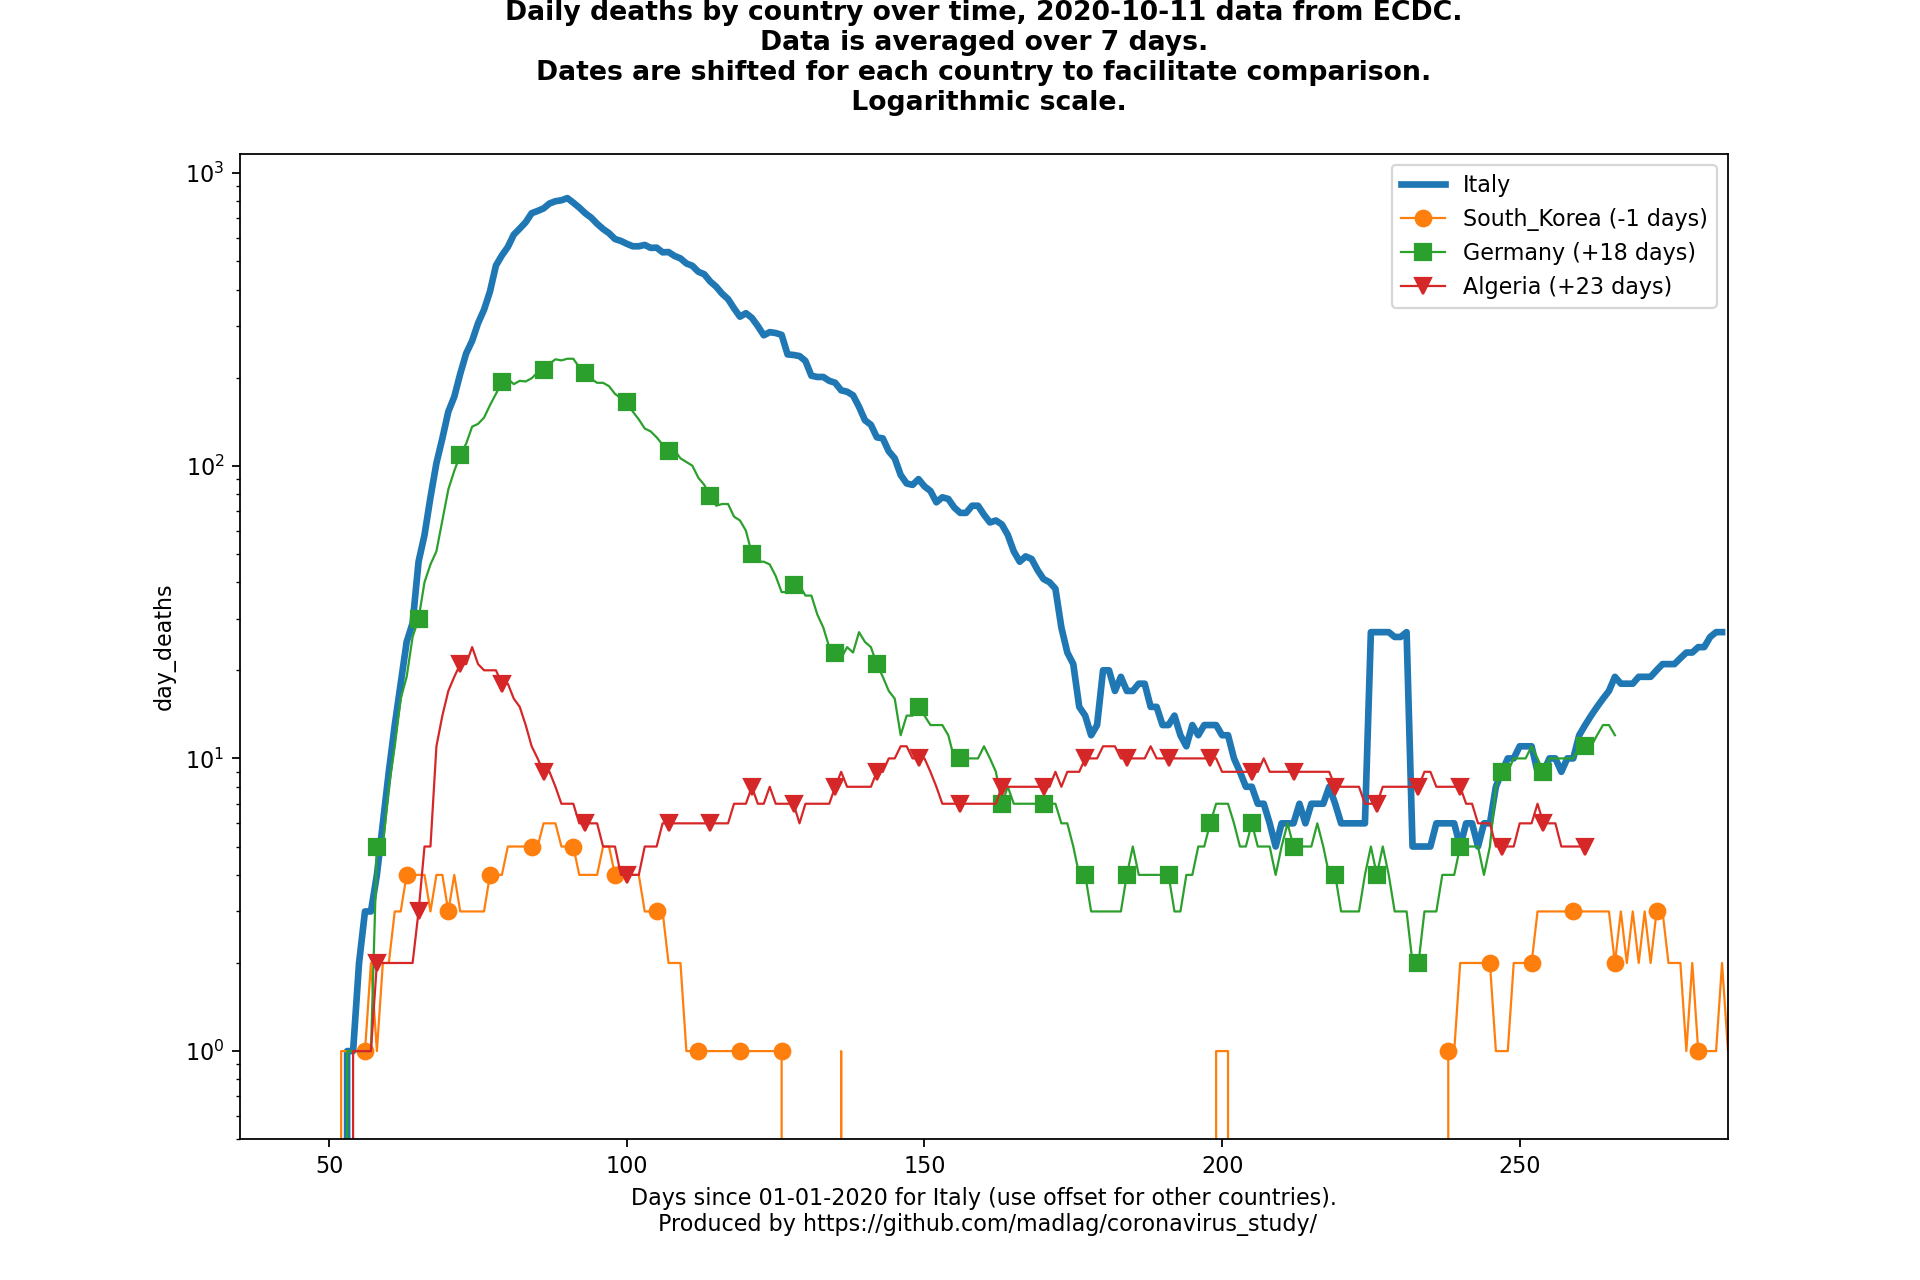 Daily deaths by country over time, 2020-10-11 data from ECDC.
Data is averaged over 7 days.
Dates are shifted for each country to facilitate comparison.
Logarithmic scale.
10³
10²
10¹
10⁰
day_deaths
Italy
South_Korea (-1 days)
Germany (+18 days)
Algeria (+23 days)
50 100 150 200 250
Days since 01-01-2020 for Italy (use offset for other countries).
Produced by https://github.com/madlag/coronavirus_study/